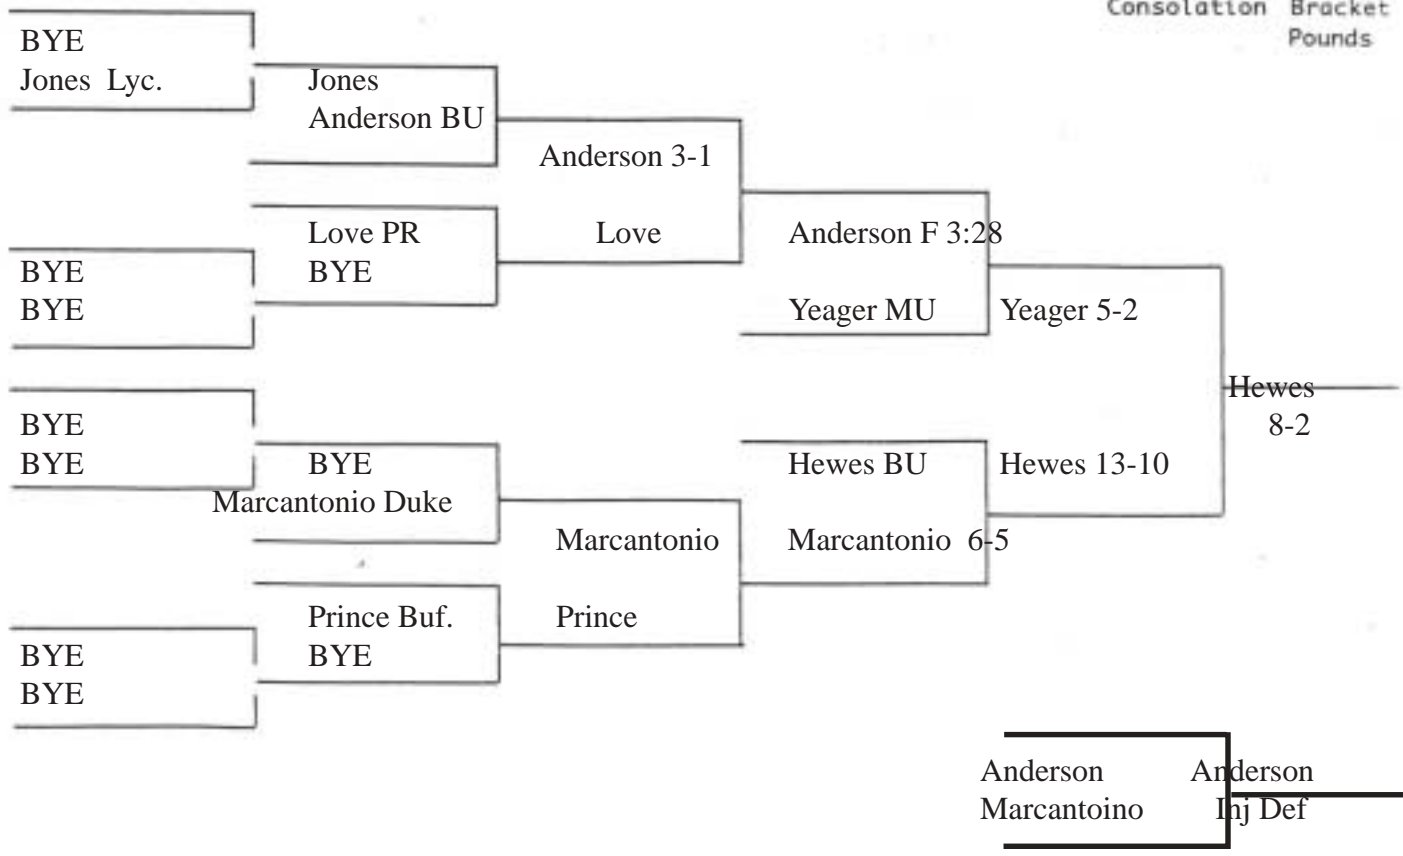 Consolation Bracket
Pounds
BYE
Jones Lyc.
Jones
Anderson BU
Anderson 3-1
Love PR
BYE
Love
Anderson F 3:28
BYE
BYE
Yeager MU
Yeager 5-2
Hewes
8-2
BYE
BYE
BYE
Marcantonio Duke
Hewes BU
Hewes 13-10
Marcantonio
Marcantonio 6-5
Prince Buf.
BYE
Prince
BYE
BYE
Anderson
Marcantoino
Anderson
Inj Def